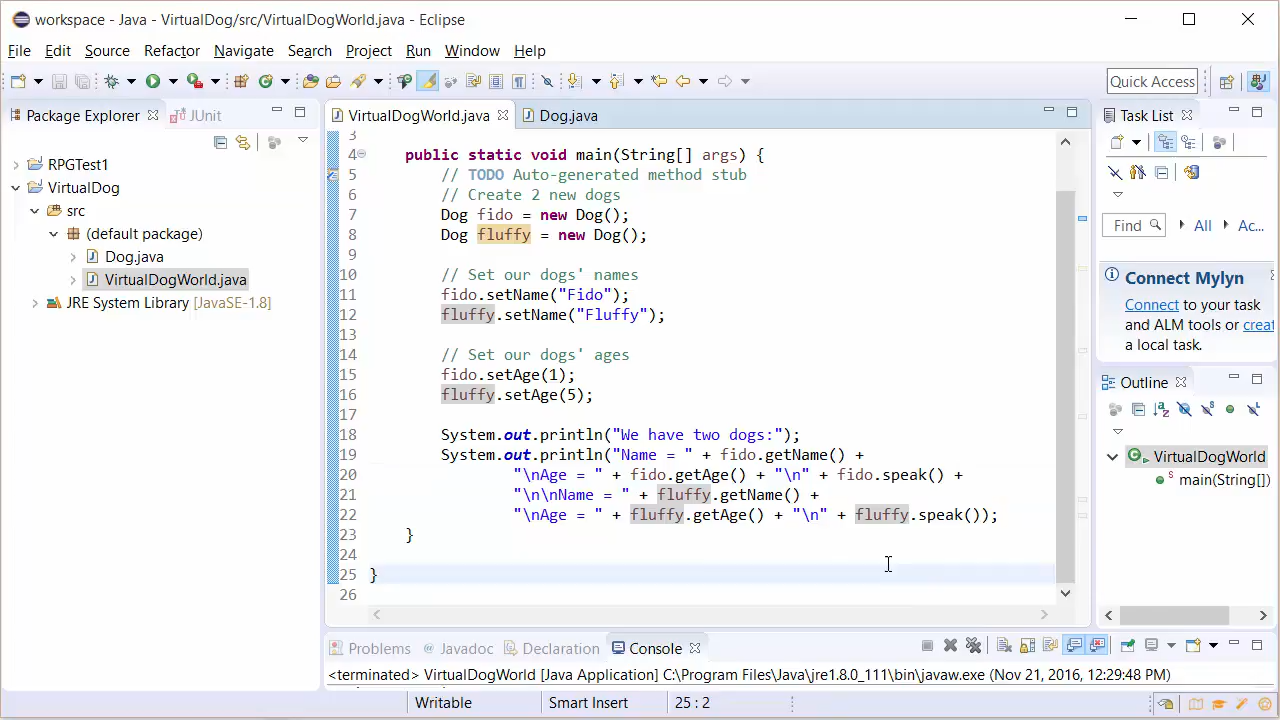 workspace - Java - VirtualDog/src/VirtualDogWorld.java - Eclipse
File Edit Source Refactor Navigate Search Project Run Window Help
Quick Access
Package Explorer JUnit
RPGTest1
VirtualDog
src
(default package)
Dog.java
VirtualDogWorld.java
JRE System Library [JavaSE-1.8]
VirtualDogWorld.java Dog.java
3
4 public static void main(String[] args) {
5 // TODO Auto-generated method stub
6 // Create 2 new dogs
7 Dog fido = new Dog();
8 Dog fluffy = new Dog();
9
10 // Set our dogs' names
11 fido.setName("Fido");
12 fluffy.setName("Fluffy");
13
14 // Set our dogs' ages
15 fido.setAge(1);
16 fluffy.setAge(5);
17
18 System.out.println("We have two dogs:");
19 System.out.println("Name = " + fido.getName() +
20 "\nAge = " + fido.getAge() + "\n" + fido.speak() +
21 "\n\nName = " + fluffy.getName() +
22 "\nAge = " + fluffy.getAge() + "\n" + fluffy.speak());
23 }
24
25 }
26
Task List
Find All Ac...
Connect Mylyn
Connect to your task
and ALM tools or creat
a local task.
Outline
VirtualDogWorld
main(String[])
Problems Javadoc Declaration Console
<terminated> VirtualDogWorld [Java Application] C:\Program Files\Java\jre1.8.0_111\bin\javaw.exe (Nov 21, 2016, 12:29:48 PM)
Writable Smart Insert 25 : 2